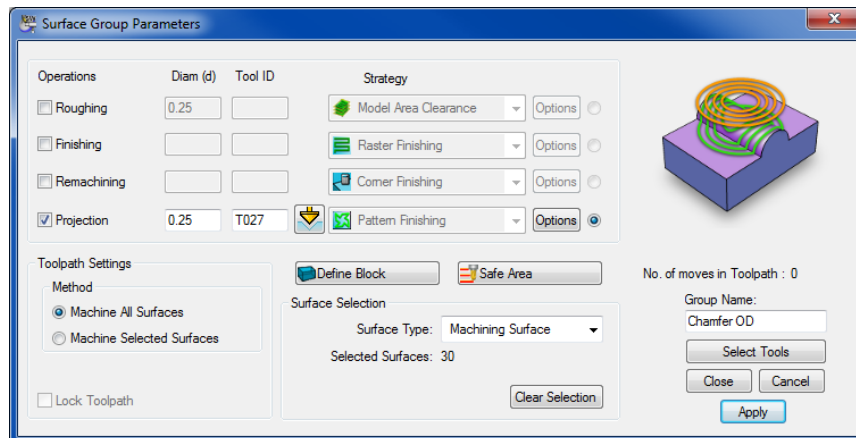 Surface Group Parameters
Operations Diam (d) Tool ID Strategy
Roughing 0.25 Model Area Clearance Options
Finishing Raster Finishing Options
Remachining Corner Finishing Options
Projection 0.25 T027 Pattern Finishing Options
Toolpath Settings
Method
Machine All Surfaces
Machine Selected Surfaces
Lock Toolpath
Define Block Safe Area
Surface Selection
Surface Type: Machining Surface
Selected Surfaces: 30
Clear Selection
No. of moves in Toolpath : 0
Group Name:
Chamfer OD
Select Tools
Close Cancel
Apply